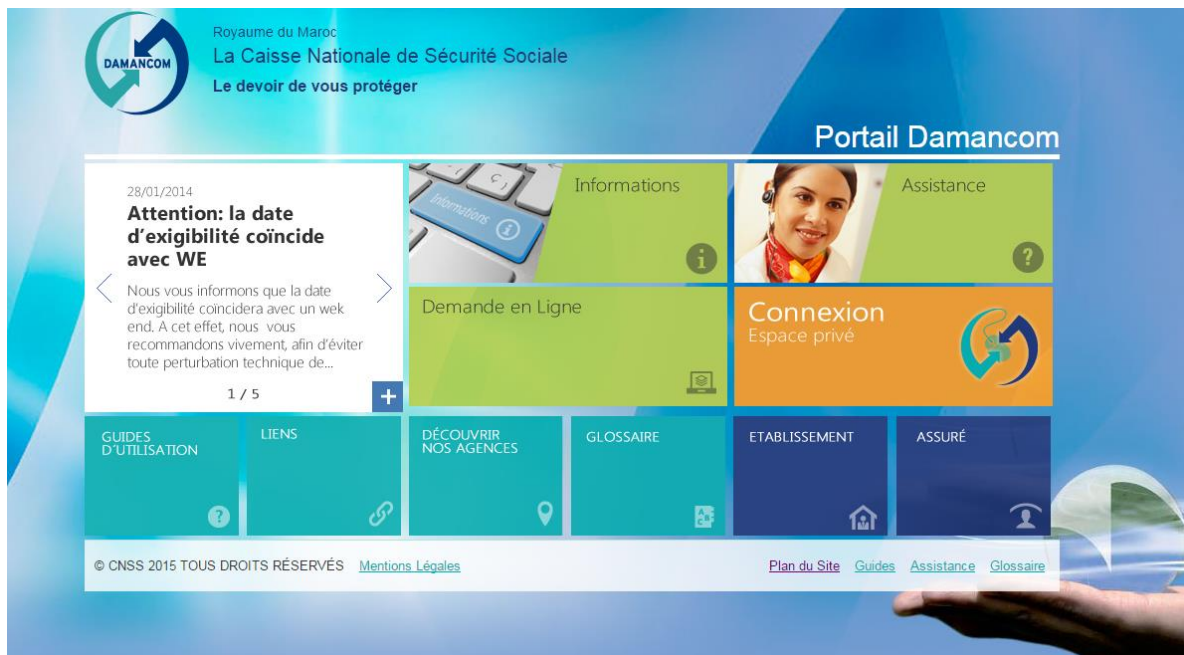 DAMANCOM
Royaume du Maroc
La Caisse Nationale de Sécurité Sociale
Le devoir de vous protéger
Portail Damancom
28/01/2014
Attention: la date
d'exigibilité coïncide
avec WE
Nous vous informons que la date
d'exigibilité coïncidera avec un wek
end. A cet effet, nous vous
recommandons vivement, afin d'éviter
toute perturbation technique de...
1 / 5
Informations
Informations
Assistance
Demande en Ligne
Connexion
Espace privé
GUIDES
D'UTILISATION
LIENS
DÉCOUVRIR
NOS AGENCES
GLOSSAIRE
ETABLISSEMENT
ASSURÉ
© CNSS 2015 TOUS DROITS RÉSERVÉS Mentions Légales
Plan du Site Guides Assistance Glossaire